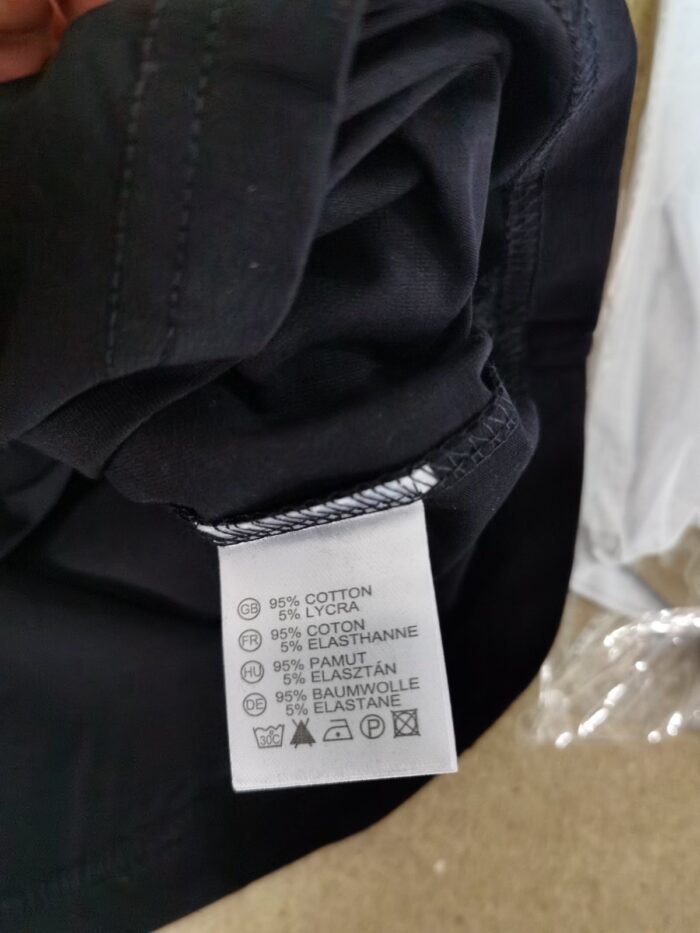 GB 95% COTTON
5% LYCRA
FR 95% COTON
5% ELASTHANNE
HU 95% PAMUT
5% ELASZTÁN
DE 95% BAUMWOLLE
5% ELASTANE
30C P